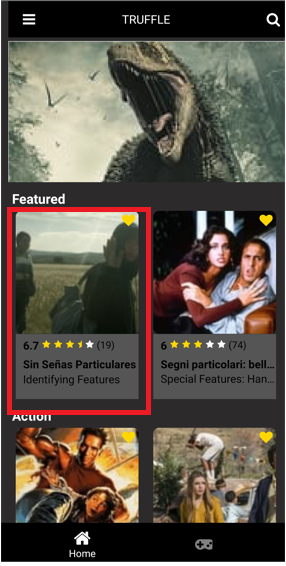 TRUFFLE
Featured
6.7 (19)
Sin Señas Particulares
Identifying Features
6 (74)
Segni particolari: bell...
Special Features: Han...
Action
Home